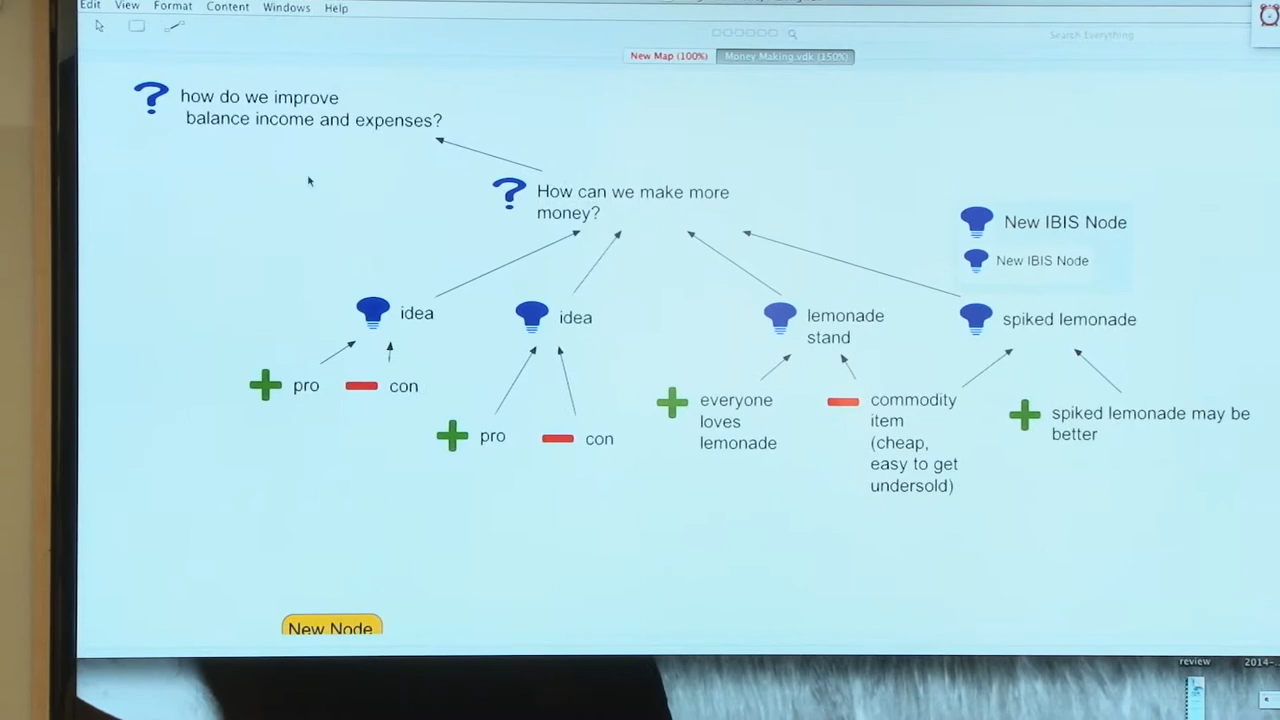 Edit View Format Content Windows Help
Search Everything
New Map (100%) Money Making.vdk (150%)
how do we improve
balance income and expenses?
How can we make more
money?
New IBIS Node
New IBIS Node
idea
idea
lemonade
stand
spiked lemonade
pro
con
pro
con
everyone
loves
lemonade
commodity
item
(cheap,
easy to get
undersold)
spiked lemonade may be
better
New Node
review
2014-